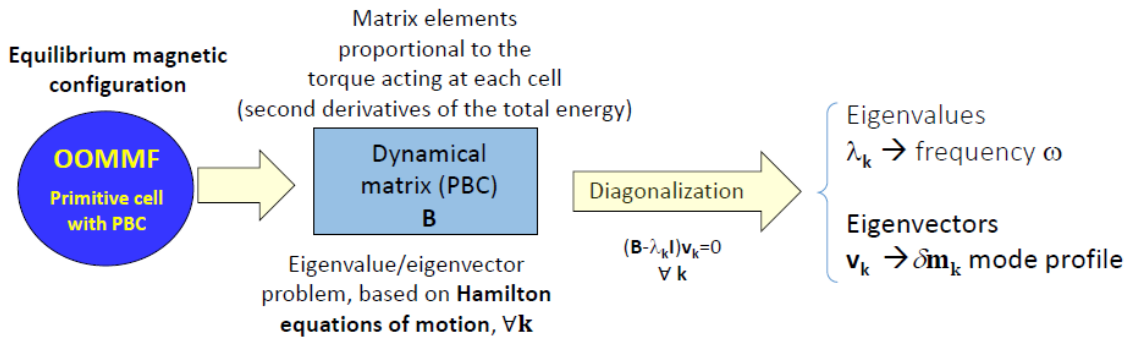 Equilibrium magnetic
configuration
OOMMF
Primitive cell
with PBC
Matrix elements
proportional to the
torque acting at each cell
(second derivatives of the total energy)
Dynamical
matrix (PBC)
B
Eigenvalue/eigenvector
problem, based on Hamilton
equations of motion, ∀k
Diagonalization
(B-λₖI)vₖ=0
∀ k
Eigenvalues
λₖ → frequency ω
Eigenvectors
vₖ → δmₖ mode profile